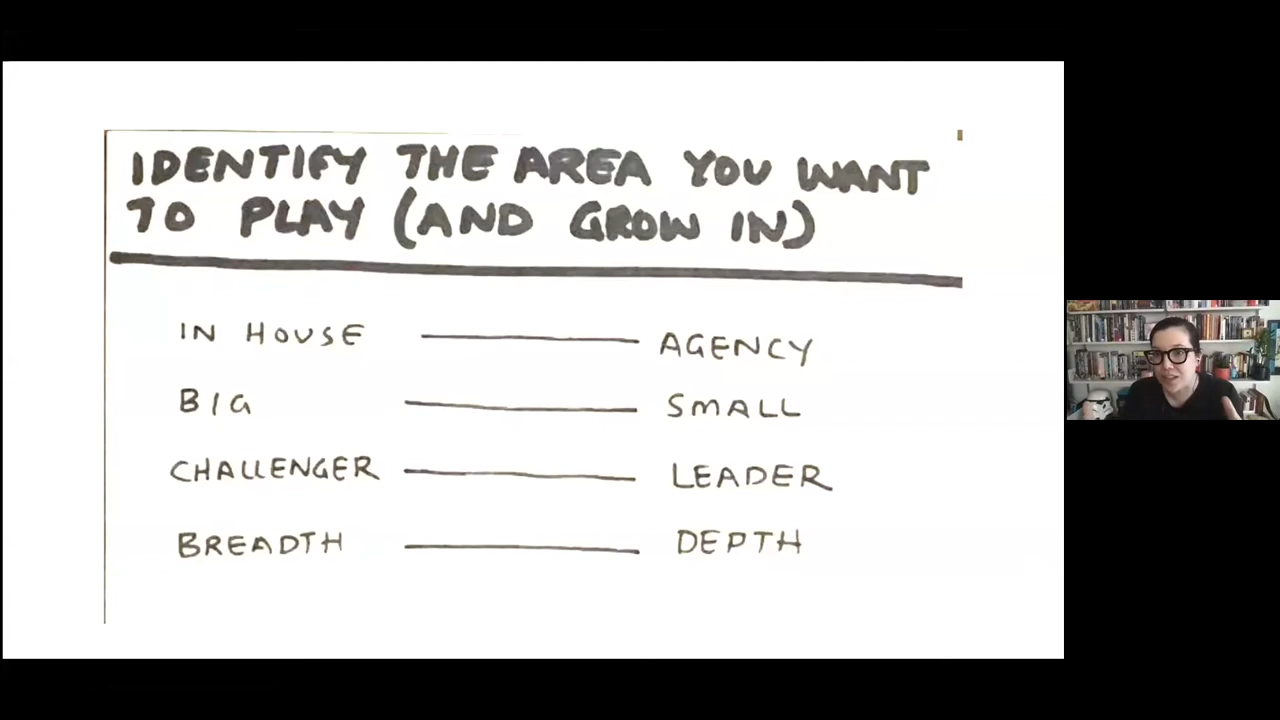 IDENTIFY THE AREA YOU WANT
TO PLAY (AND GROW IN)
IN HOUSE AGENCY
BIG SMALL
CHALLENGER LEADER
BREADTH DEPTH